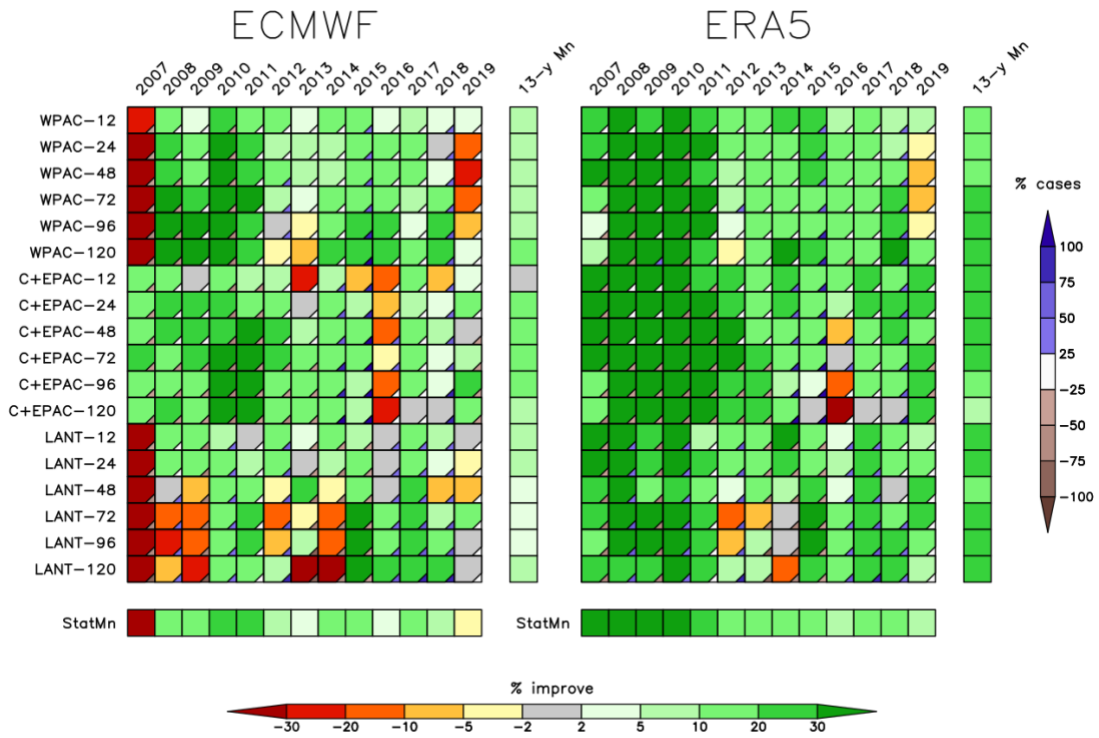 ECMWF ERA5
2007 2008 2009 2010 2011 2012 2013 2014 2015 2016 2017 2018 2019 13-y Mn 2007 2008 2009 2010 2011 2012 2013 2014 2015 2016 2017 2018 2019 13-y Mn
WPAC-12
WPAC-24
WPAC-48
WPAC-72
WPAC-96
WPAC-120
C+EPAC-12
C+EPAC-24
C+EPAC-48
C+EPAC-72
C+EPAC-96
C+EPAC-120
LANT-12
LANT-24
LANT-48
LANT-72
LANT-96
LANT-120
StatMn StatMn
% cases
100
75
50
25
-25
-50
-75
-100
% improve
-30 -20 -10 -5 -2 2 5 10 20 30